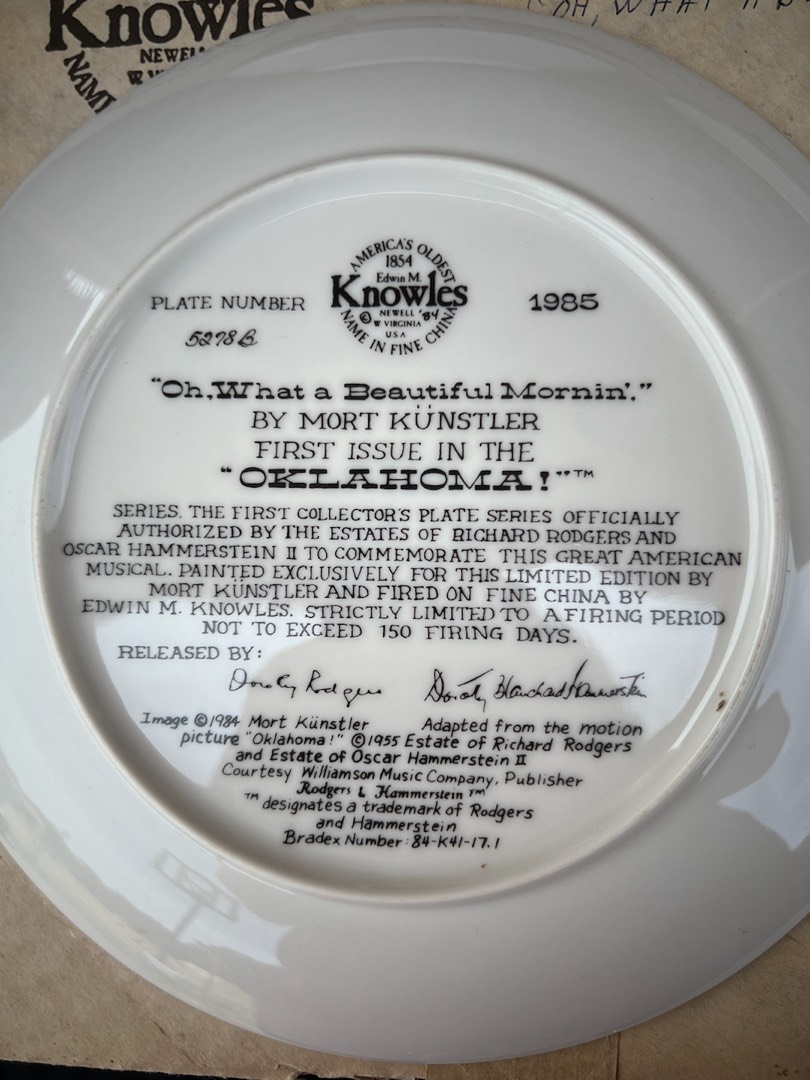 Knowles
NEWELL
NAME
OH, WHAT A
AMERICA'S OLDEST
1854
Edwin M.
Knowles
© NEWELL '84
W VIRGINIA
USA
NAME IN FINE CHINA
PLATE NUMBER
5278B
1985
"Oh, What a Beautiful Mornin',"
BY MORT KÜNSTLER
FIRST ISSUE IN THE
"OKLAHOMA!"™
SERIES. THE FIRST COLLECTOR'S PLATE SERIES OFFICIALLY
AUTHORIZED BY THE ESTATES OF RICHARD RODGERS AND
OSCAR HAMMERSTEIN II TO COMMEMORATE THIS GREAT AMERICAN
MUSICAL. PAINTED EXCLUSIVELY FOR THIS LIMITED EDITION BY
MORT KÜNSTLER AND FIRED ON FINE CHINA BY
EDWIN M. KNOWLES. STRICTLY LIMITED TO A FIRING PERIOD
NOT TO EXCEED 150 FIRING DAYS.
RELEASED BY:
Dorothy Rodgers Dorothy Blanchard Hammerstein
Image ©1984 Mort Künstler Adapted from the motion
picture "Oklahoma!" ©1955 Estate of Richard Rodgers
and Estate of Oscar Hammerstein II
Courtesy Williamson Music Company, Publisher
Rodgers & Hammerstein™
™ designates a trademark of Rodgers
and Hammerstein
Bradex Number: 84-K41-17.1